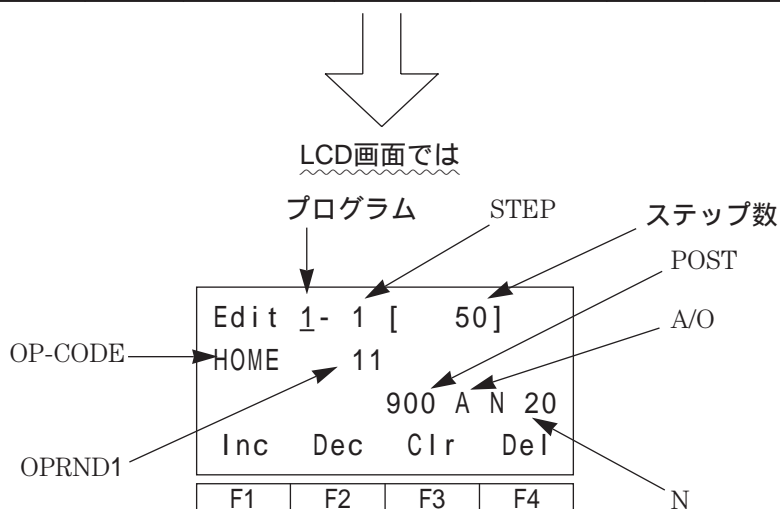 LCD画面では
プログラム STEP ステップ数
POST
Edit 1- 1 [ 50] A/O
OP-CODE HOME 11
900 A N 20
Inc Dec Clr Del
OPRND1 N
F1 F2 F3 F4